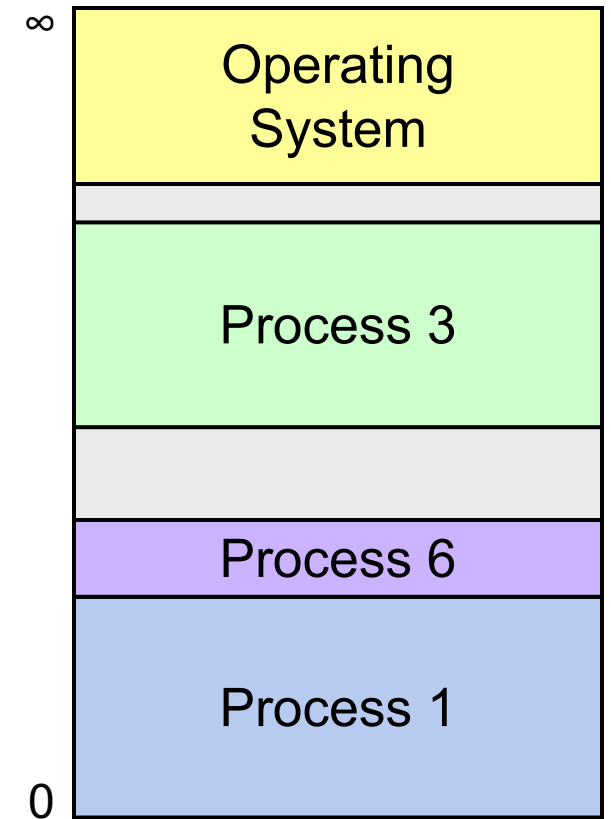 ∞
Operating
System
Process 3
Process 6
Process 1
0